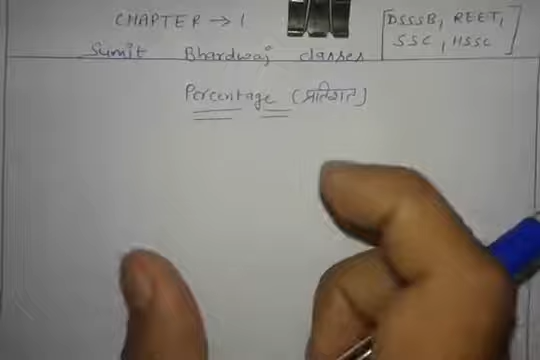 CHAPTER → 1
[DSSSB, REET,
SSC, HSSC]
Sumit Bhardwaj classes
Percentage (प्रतिशत)